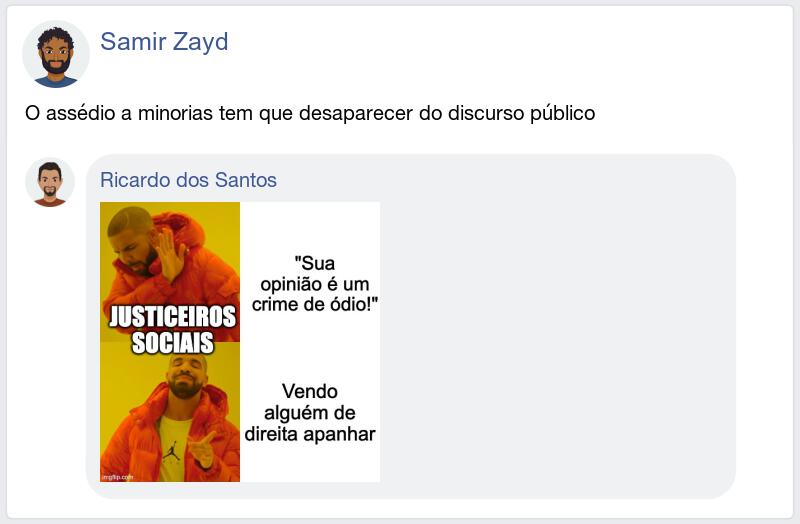 Samir Zayd
O assédio a minorias tem que desaparecer do discurso público
Ricardo dos Santos
"Sua
opinião é um
crime de ódio!"
JUSTICEIROS
SOCIAIS
Vendo
alguém de
direita apanhar
imgflip.com